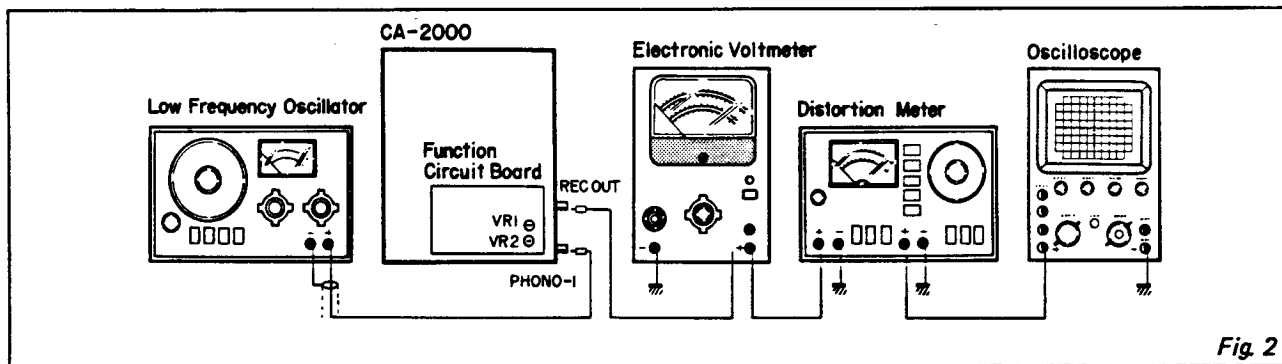 CA-2000
Electronic Voltmeter
Oscilloscope
Low Frequency Oscillator
Distortion Meter
Function
Circuit Board
REC OUT
VR1
VR2
PHONO-1
- +
- +
+ - + -
Fig. 2